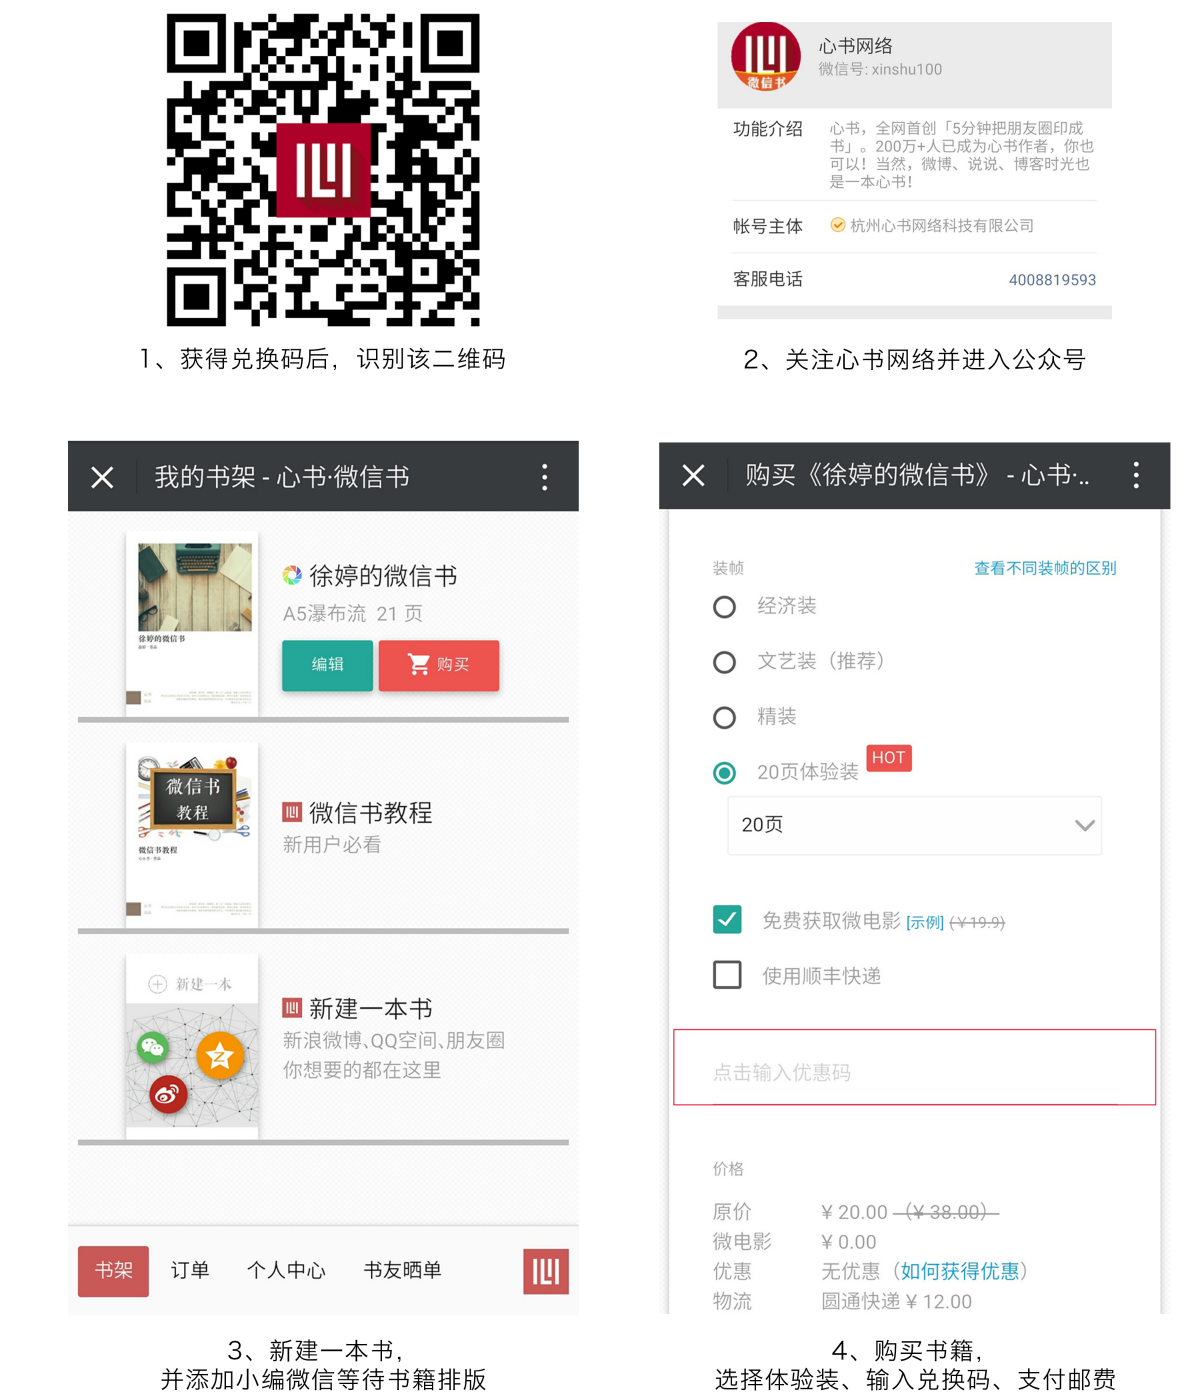 微信书
心书网络
微信号: xinshu100
功能介绍
心书，全网首创「5分钟把朋友圈印成
书」。200万+人已成为心书作者，你也
可以！当然，微博、说说、博客时光也
是一本心书！
帐号主体
杭州心书网络科技有限公司
客服电话
4008819593
1、获得兑换码后，识别该二维码
2、关注心书网络并进入公众号
我的书架 - 心书·微信书
徐婷的微信书
徐婷的微信书
A5瀑布流 21 页
编辑
购买
微信书
教程
微信书教程
微信书教程
新用户必看
新建一本
新建一本书
新浪微博、QQ空间、朋友圈
你想要的都在这里
书架
订单
个人中心
书友晒单
3、新建一本书，
并添加小编微信等待书籍排版
购买《徐婷的微信书》 - 心书·..
装帧
查看不同装帧的区别
经济装
文艺装（推荐）
精装
20页体验装
HOT
20页
免费获取微电影 [示例] (¥19.9)
使用顺丰快递
点击输入优惠码
价格
原价 ¥ 20.00 （¥ 38.00）
微电影 ¥ 0.00
优惠 无优惠（如何获得优惠）
物流 圆通快递 ¥ 12.00
4、购买书籍，
选择体验装、输入兑换码、支付邮费